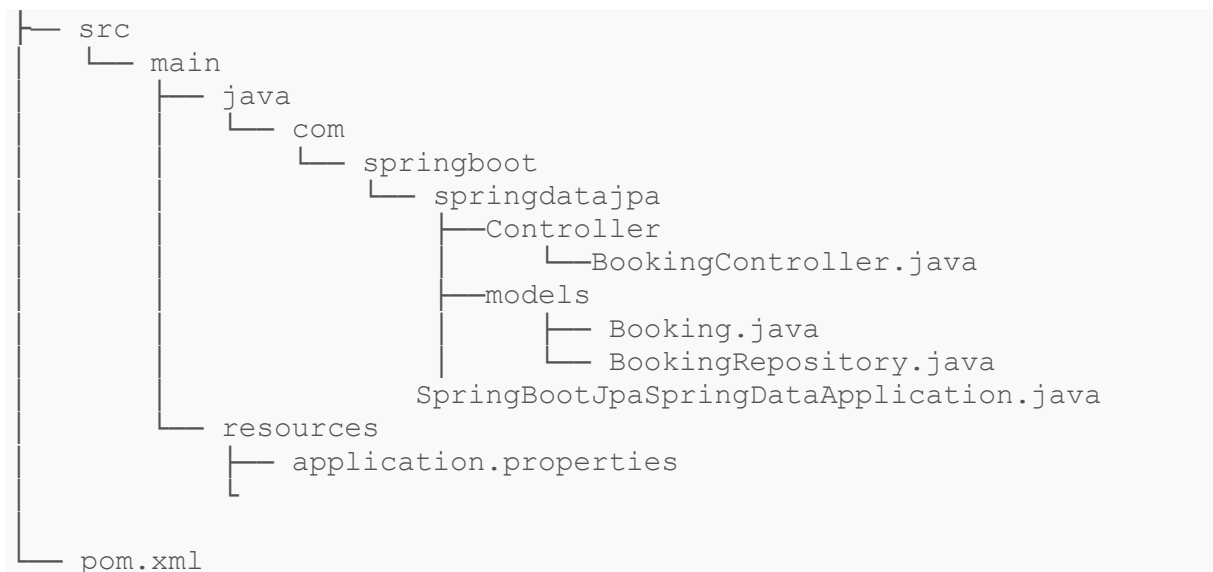 ├── src
│   └── main
│       ├── java
│       │   └── com
│       │       └── springboot
│       │           └── springdatajpa
│       │               ├──Controller
│       │               │     └──BookingController.java
│       │               ├──models
│       │               │     ├── Booking.java
│       │               │     └── BookingRepository.java
│       │              SpringBootJpaSpringDataApplication.java
│       └── resources
│           ├── application.properties
│           └
│
└── pom.xml